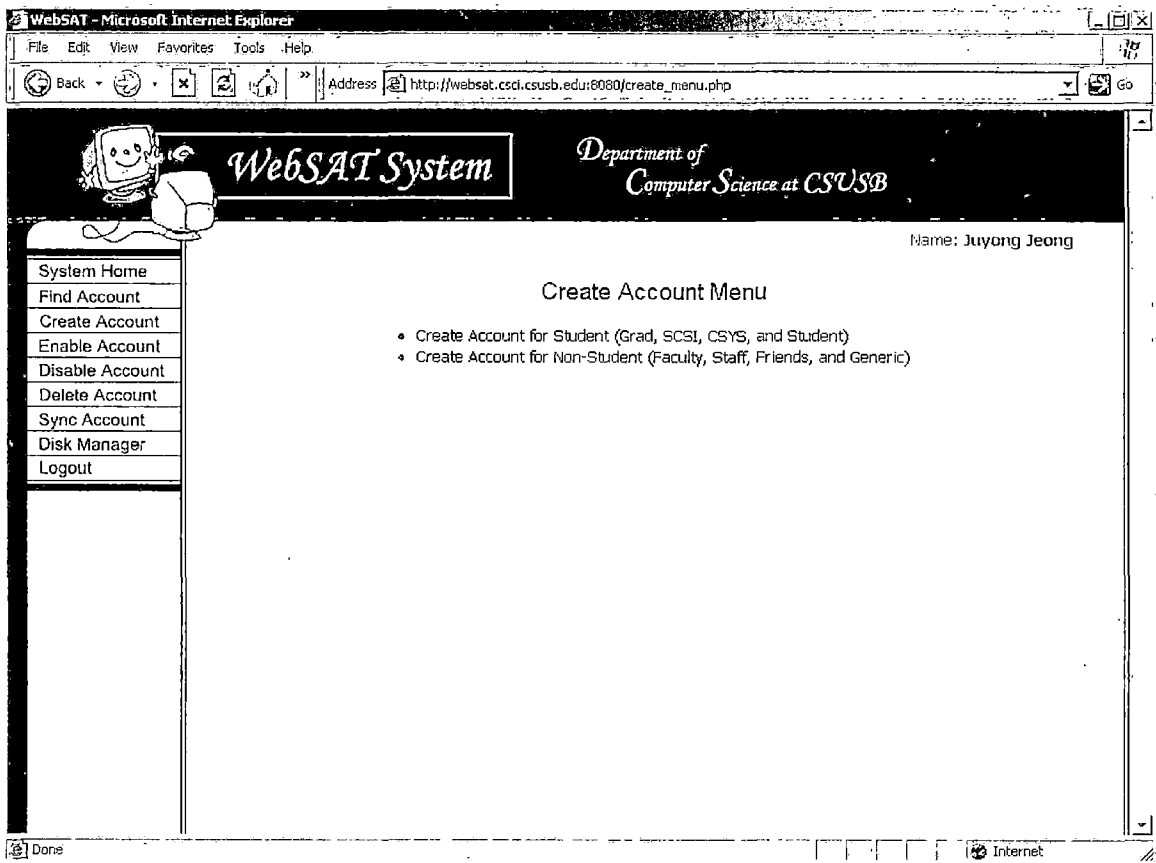 WebSAT - Microsoft Internet Explorer
File Edit View Favorites Tools Help
Back » Address http://websat.csci.csusb.edu:8080/create_menu.php Go
WebSAT System
Department of
Computer Science at CSUSB
Name: Juyong Jeong
System Home
Find Account
Create Account
Enable Account
Disable Account
Delete Account
Sync Account
Disk Manager
Logout
Create Account Menu
• Create Account for Student (Grad, SCSI, CSYS, and Student)
• Create Account for Non-Student (Faculty, Staff, Friends, and Generic)
Done Internet